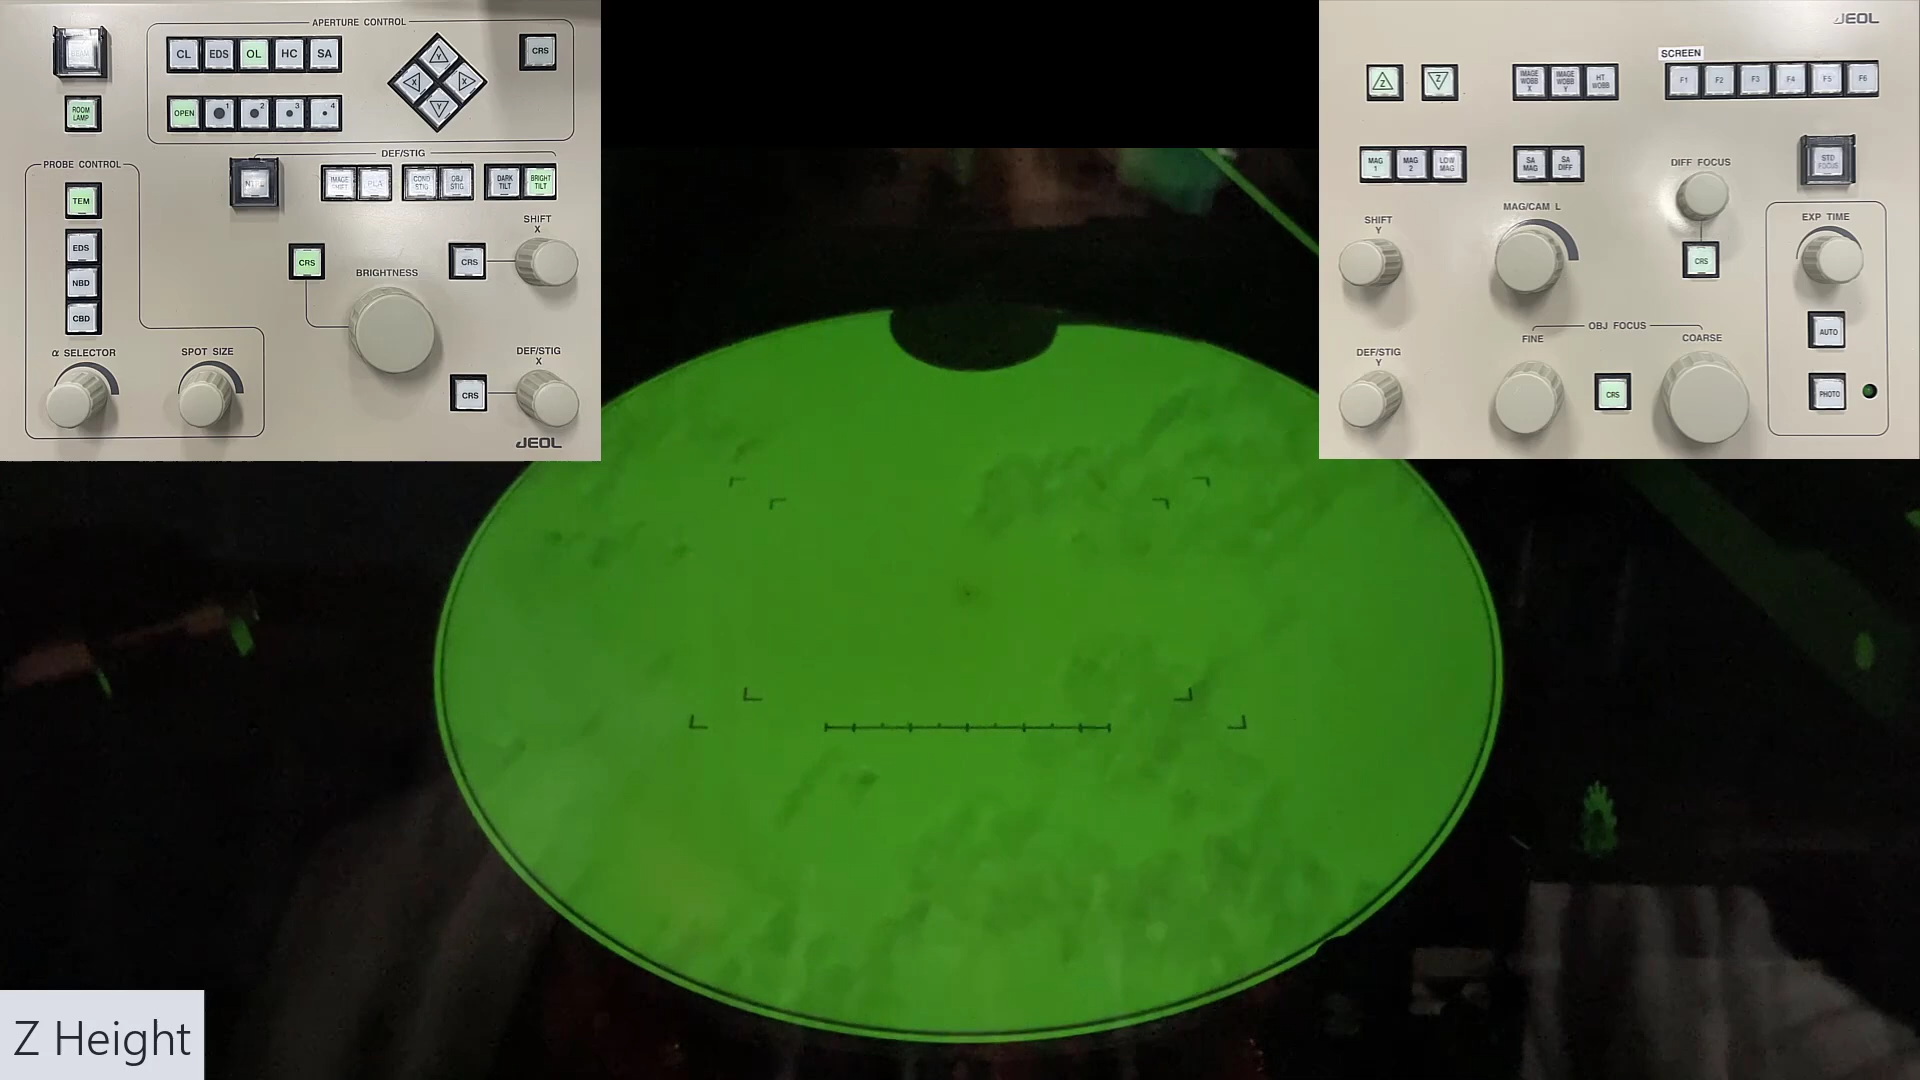 APERTURE CONTROL
CL EDS OL HC SA
Y
X X
Y
CRS
ROOM LAMP
OPEN 1 2 3 4
PROBE CONTROL
DEF/STIG
NTRL
IMAGE SHIFT PLA COND STIG OBJ STIG DARK TILT BRIGHT TILT
TEM
EDS
NBD
CBD
SHIFT X
CRS
BRIGHTNESS
CRS
α SELECTOR
SPOT SIZE
DEF/STIG X
CRS
JEOL
JEOL
SCREEN
Z Z
IMAGE WOBB X IMAGE WOBB Y HT WOBB
F1 F2 F3 F4 F5 F6
MAG 1 MAG 2 LOW MAG
SA MAG SA DIFF
DIFF FOCUS
STD FOCUS
SHIFT Y
MAG/CAM L
CRS
EXP TIME
AUTO
PHOTO
OBJ FOCUS
FINE
COARSE
CRS
DEF/STIG Y
Z Height